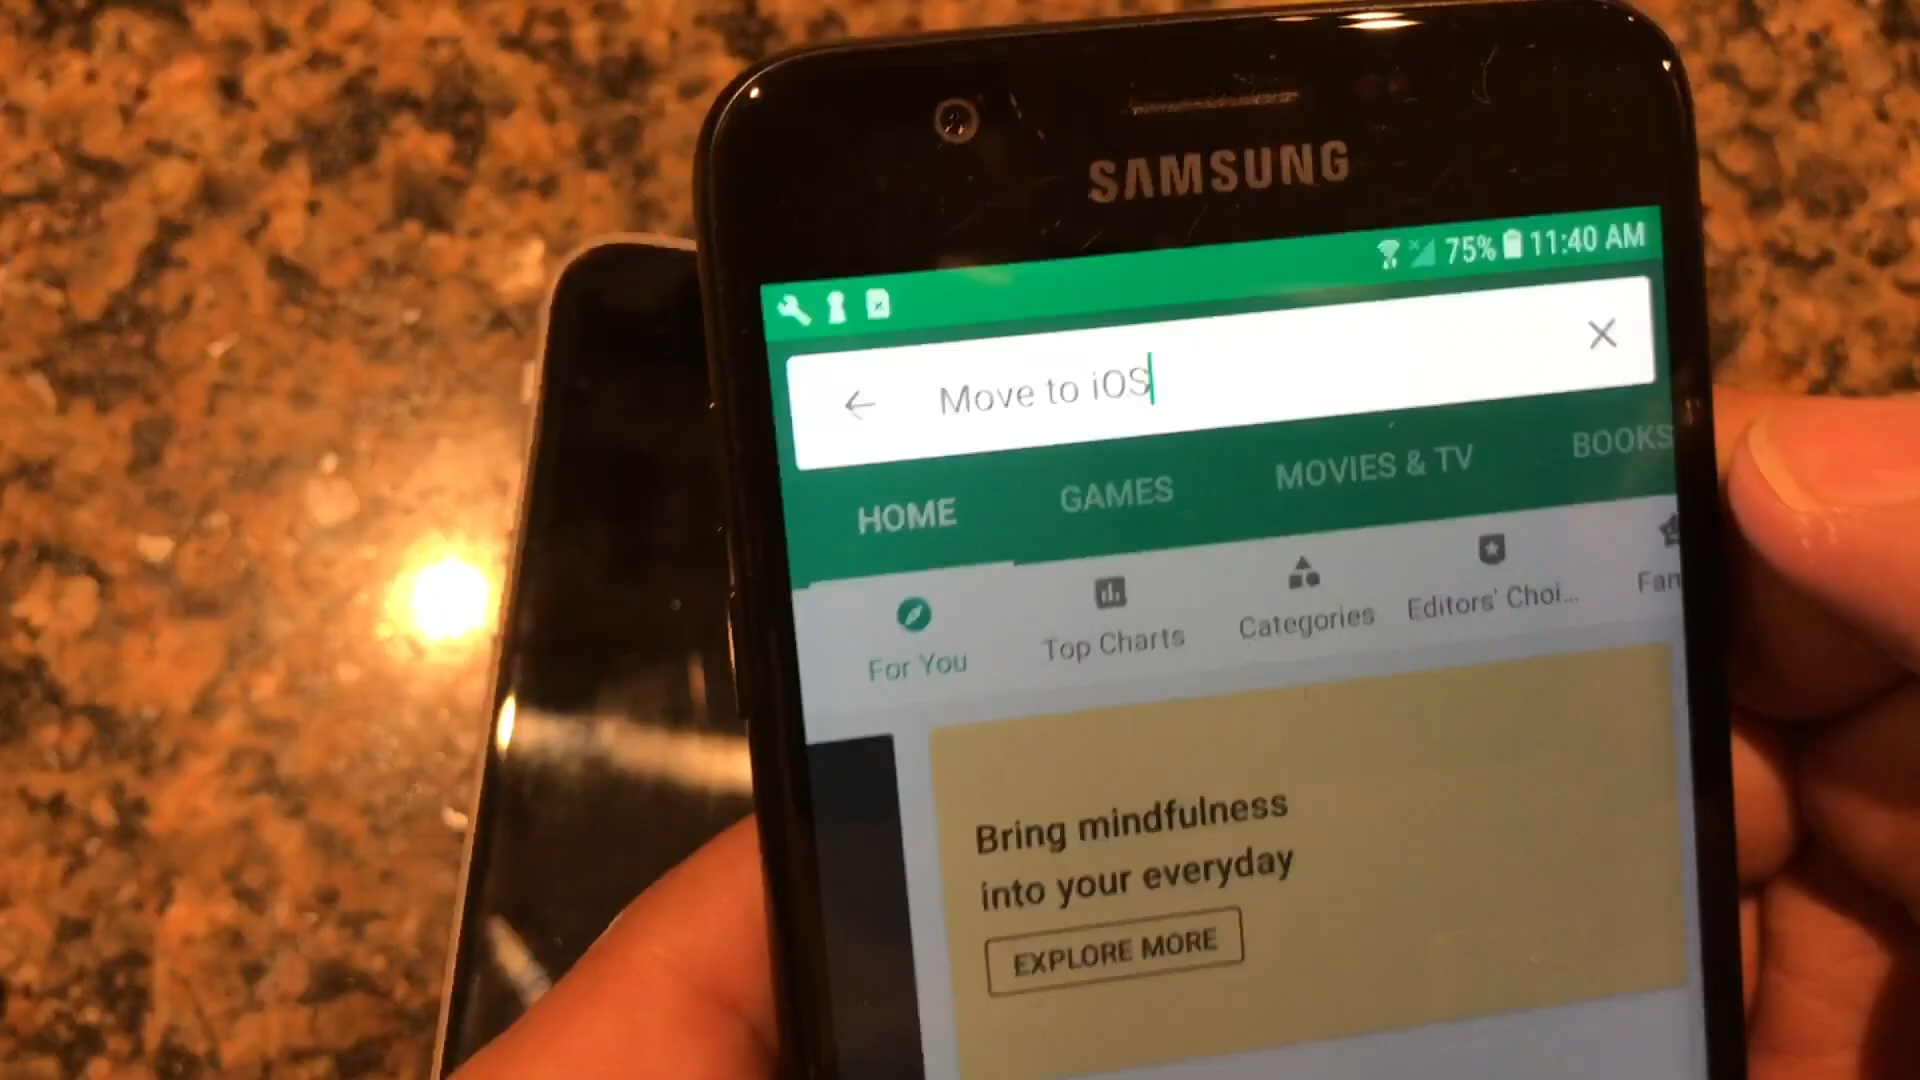 SAMSUNG
75% 11:40 AM
Move to iOS
HOME GAMES MOVIES & TV BOOKS
For You Top Charts Categories Editors' Choi... Fam
Bring mindfulness
into your everyday
EXPLORE MORE